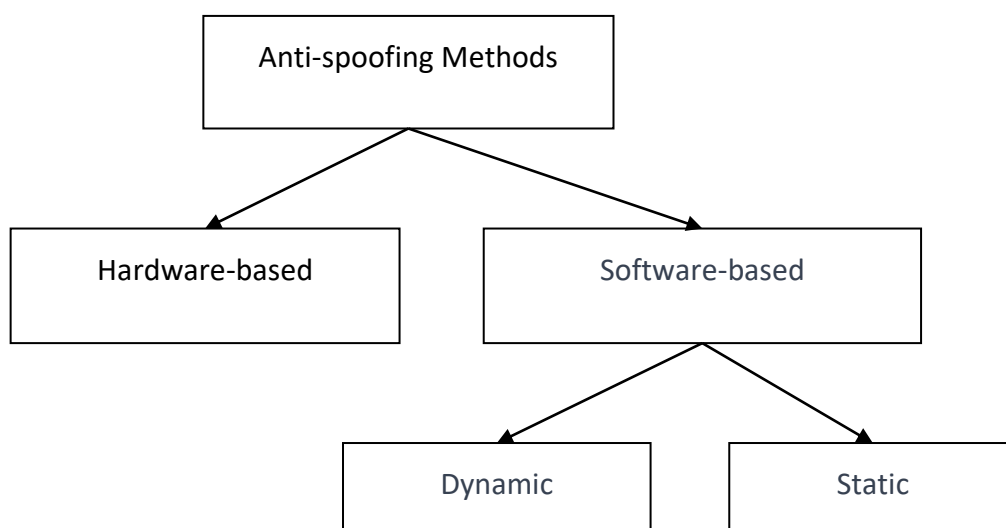 Anti-spoofing Methods
Hardware-based
Software-based
Dynamic
Static